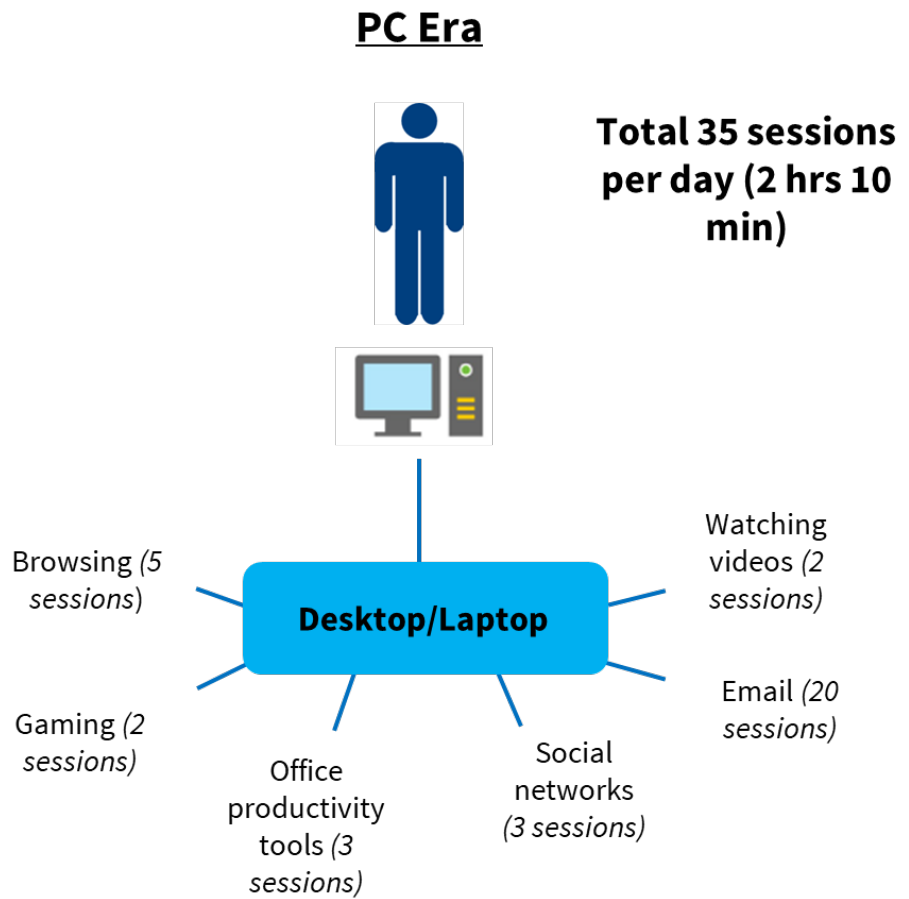 PC Era
Total 35 sessions
per day (2 hrs 10
min)
Browsing (5
sessions)
Gaming (2
sessions)
Office
productivity
tools (3
sessions)
Desktop/Laptop
Social
networks
(3 sessions)
Watching
videos (2
sessions)
Email (20
sessions)